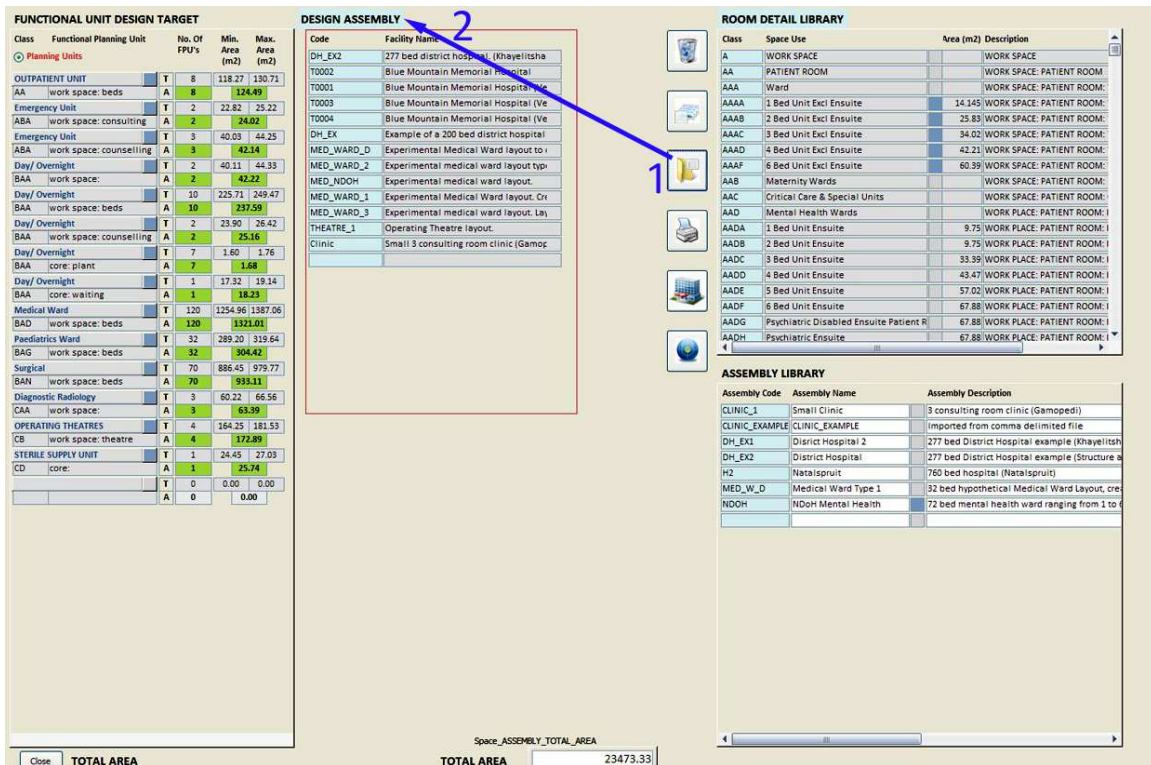 FUNCTIONAL UNIT DESIGN TARGET
Class Functional Planning Unit No. Of FPU's Min. Area (m2) Max. Area (m2)
Planning Units
OUTPATIENT UNIT T 8 118.27 130.71
AA work space: beds A 8 124.49
Emergency Unit T 2 22.82 25.22
ABA work space: consulting A 2 24.02
Emergency Unit T 3 40.03 44.25
ABA work space: counselling A 3 42.14
Day/ Overnight T 2 40.11 44.33
BAA work space: A 2 42.22
Day/ Overnight T 10 225.71 249.47
BAA work space: beds A 10 237.59
Day/ Overnight T 2 23.90 26.42
BAA work space: counselling A 2 25.16
Day/ Overnight T 7 1.60 1.76
BAA core: plant A 7 1.68
Day/ Overnight T 1 17.32 19.14
BAA core: waiting A 1 18.23
Medical Ward T 120 1254.96 1387.06
BAD work space: beds A 120 1321.01
Paediatrics Ward T 32 289.20 319.64
BAG work space: beds A 32 304.42
Surgical T 70 886.45 979.77
BAN work space: beds A 70 933.11
Diagnostic Radiology T 3 60.22 66.56
CAA work space: A 3 63.39
OPERATING THEATRES T 4 164.25 181.53
CB work space: theatre A 4 172.89
STERILE SUPPLY UNIT T 1 24.45 27.03
CD core: A 1 25.74
T 0 0.00 0.00
A 0 0.00
Close TOTAL AREA
DESIGN ASSEMBLY 2
Code Facility Name
DH_EX2 277 bed district hospital. (Khayelitsha
T0002 Blue Mountain Memorial Hospital
T0001 Blue Mountain Memorial Hospital (Ve
T0003 Blue Mountain Memorial Hospital (Ve
T0004 Blue Mountain Memorial Hospital (Ve
DH_EX Example of a 200 bed district hospital
MED_WARD_D Experimental Medical Ward layout to
MED_WARD_2 Experimental medical ward layout typ
MED_NDOH Experimental medical ward layout.
MED_WARD_1 Experimental Medical Ward layout. Cre
MED_WARD_3 Experimental medical ward layout. Lay
THEATRE_1 Operating Theatre layout.
Clinic Small 3 consulting room clinic (Gamop
1
Space_ASSEMBLY_TOTAL_AREA
TOTAL AREA 23473.33
ROOM DETAIL LIBRARY
Class Space Use Area (m2) Description
A WORK SPACE WORK SPACE
AA PATIENT ROOM WORK SPACE: PATIENT ROOM
AAA Ward WORK SPACE: PATIENT ROOM:
AAAA 1 Bed Unit Excl Ensuite 14.145 WORK SPACE: PATIENT ROOM:
AAAB 2 Bed Unit Excl Ensuite 25.83 WORK SPACE: PATIENT ROOM:
AAAC 3 Bed Unit Excl Ensuite 34.02 WORK SPACE: PATIENT ROOM:
AAAD 4 Bed Unit Excl Ensuite 42.21 WORK SPACE: PATIENT ROOM:
AAAF 6 Bed Unit Excl Ensuite 60.39 WORK SPACE: PATIENT ROOM:
AAB Maternity Wards WORK SPACE: PATIENT ROOM:
AAC Critical Care & Special Units WORK SPACE: PATIENT ROOM:
AAD Mental Health Wards WORK SPACE: PATIENT ROOM:
AADA 1 Bed Unit Ensuite 9.75 WORK PLACE: PATIENT ROOM:
AADB 2 Bed Unit Ensuite 9.75 WORK PLACE: PATIENT ROOM:
AADC 3 Bed Unit Ensuite 33.39 WORK PLACE: PATIENT ROOM:
AADD 4 Bed Unit Ensuite 43.47 WORK PLACE: PATIENT ROOM:
AADE 5 Bed Unit Ensuite 57.02 WORK PLACE: PATIENT ROOM:
AADF 6 Bed Unit Ensuite 67.88 WORK PLACE: PATIENT ROOM:
AADG Psychiatric Disabled Ensuite Patient R 67.88 WORK PLACE: PATIENT ROOM:
AADH Psychiatric Ensuite 67.88 WORK PLACE: PATIENT ROOM:
ASSEMBLY LIBRARY
Assembly Code Assembly Name Assembly Description
CLINIC_1 Small Clinic 3 consulting room clinic (Gamopedi)
CLINIC_EXAMPLE CLINIC_EXAMPLE Imported from comma delimited file
DH_EX1 Disrict Hospital 2 277 bed District Hospital example (Khayelitsh
DH_EX2 District Hospital 277 bed District Hospital example (Structure a
H2 Natalspruit 760 bed hospital (Natalspruit)
MED_W_D Medical Ward Type 1 32 bed hypothetical Medical Ward Layout, cre
NDOH NDoH Mental Health 72 bed mental health ward ranging from 1 to 6